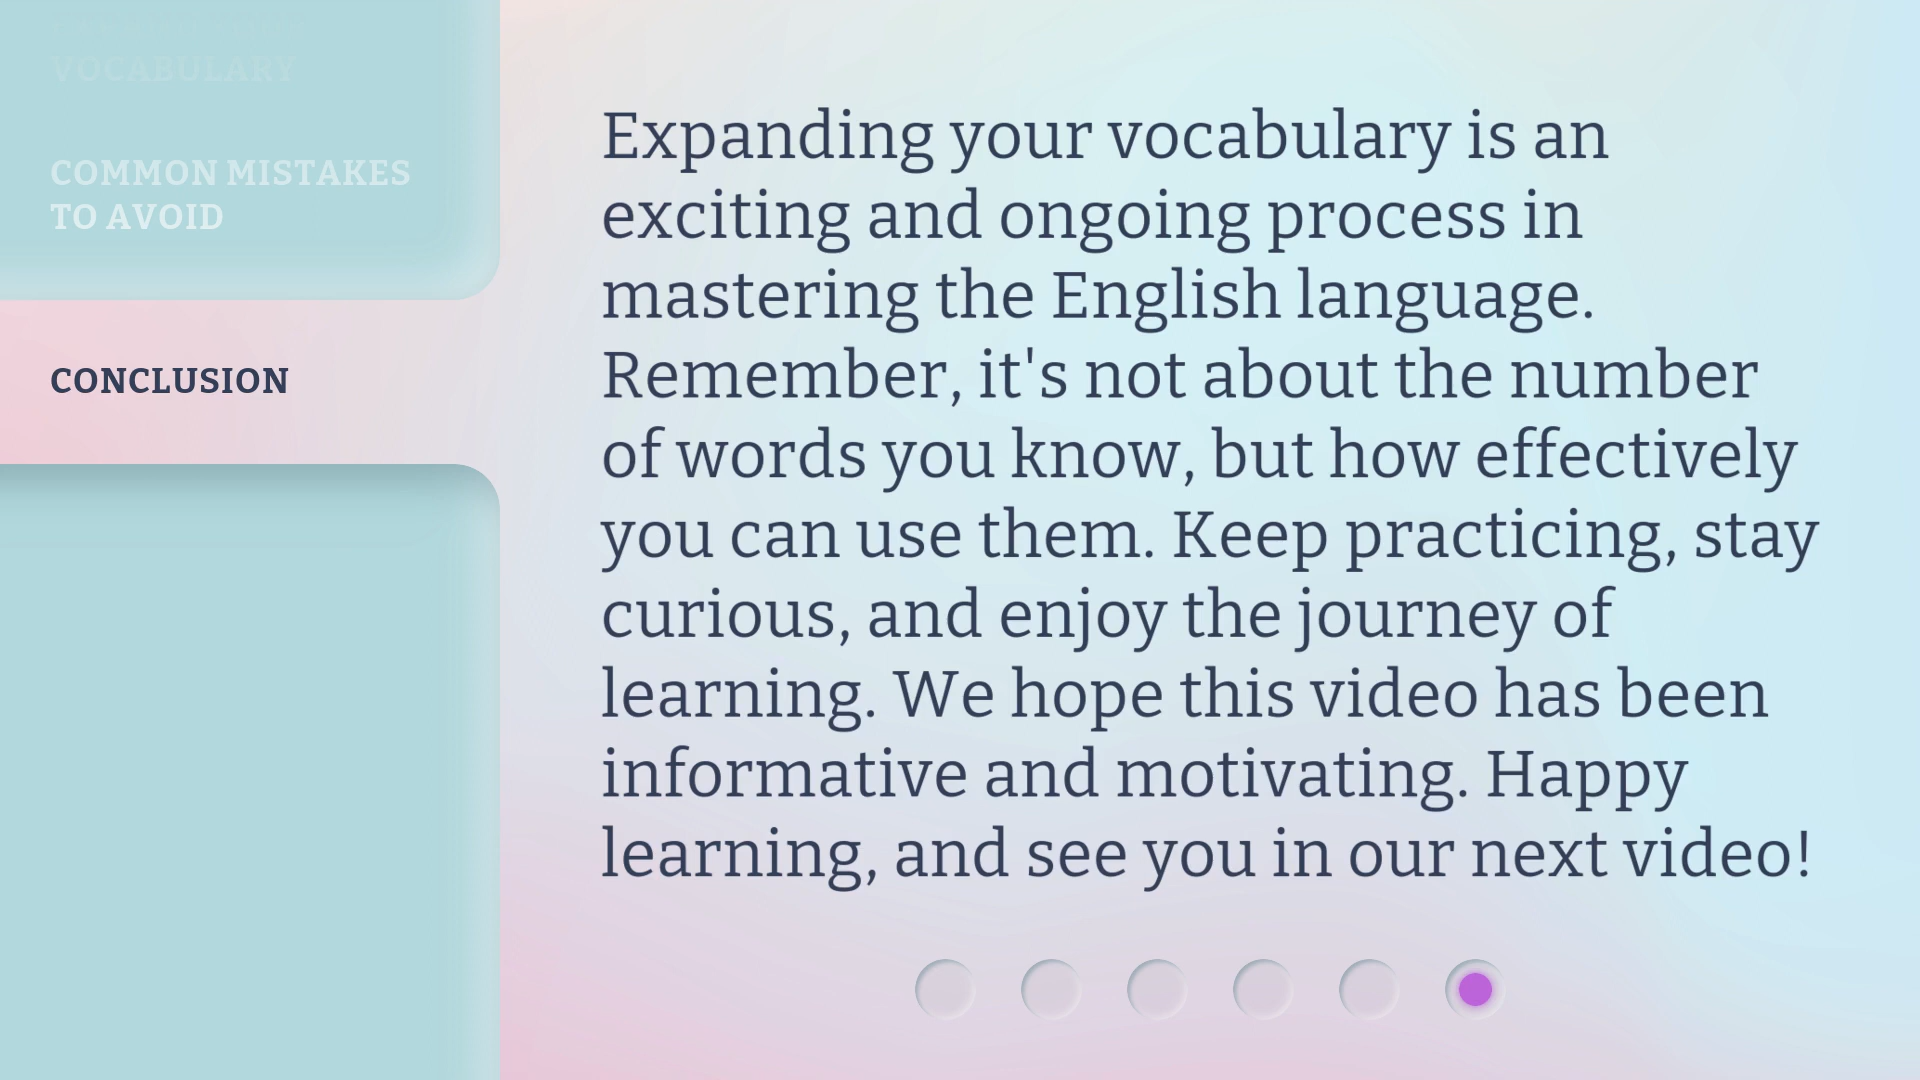 VOCABULARY
COMMON MISTAKES
TO AVOID
CONCLUSION
Expanding your vocabulary is an
exciting and ongoing process in
mastering the English language.
Remember, it's not about the number
of words you know, but how effectively
you can use them. Keep practicing, stay
curious, and enjoy the journey of
learning. We hope this video has been
informative and motivating. Happy
learning, and see you in our next video!